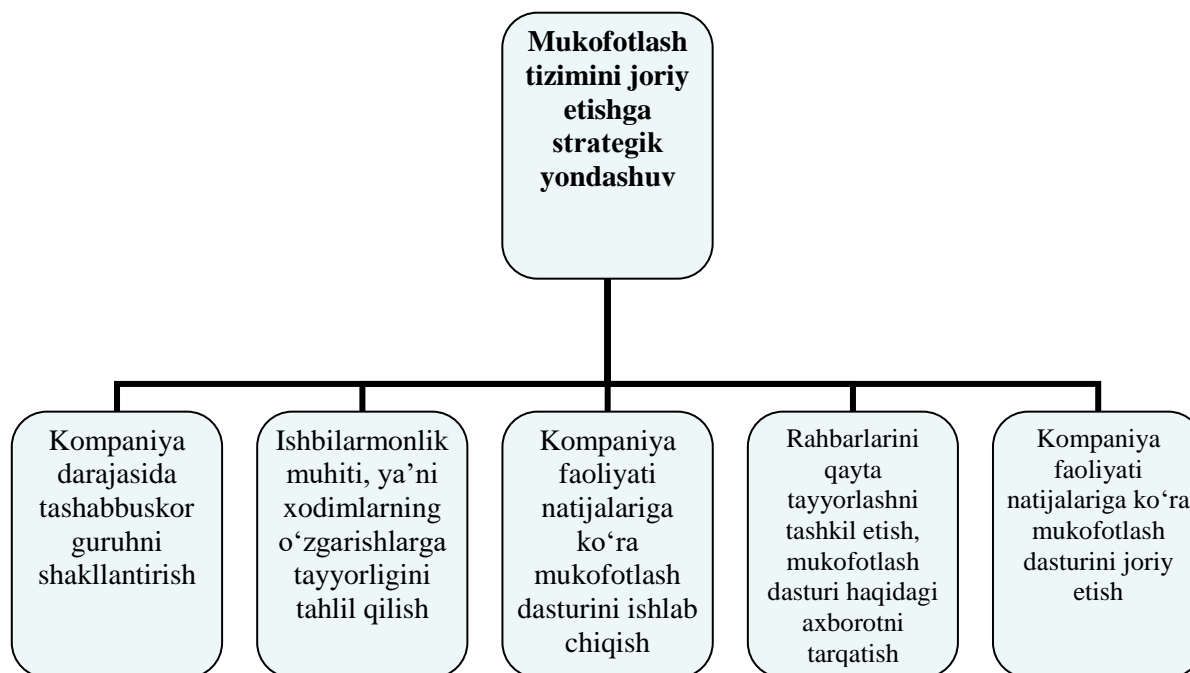 Mukofotlash
tizimini joriy
etishga
strategik
yondashuv
Kompaniya
darajasida
tashabbuskor
guruhni
shakllantirish
Ishbilarmonlik
muhiti, ya’ni
xodimlarning
o‘zgarishlarga
tayyorligini
tahlil qilish
Kompaniya
faoliyati
natijalariga
ko‘ra
mukofotlash
dasturini ishlab
chiqish
Rahbarlarini
qayta
tayyorlashni
tashkil etish,
mukofotlash
dasturi haqidagi
axborotni
tarqatish
Kompaniya
faoliyati
natijalariga ko‘ra
mukofotlash
dasturini joriy
etish